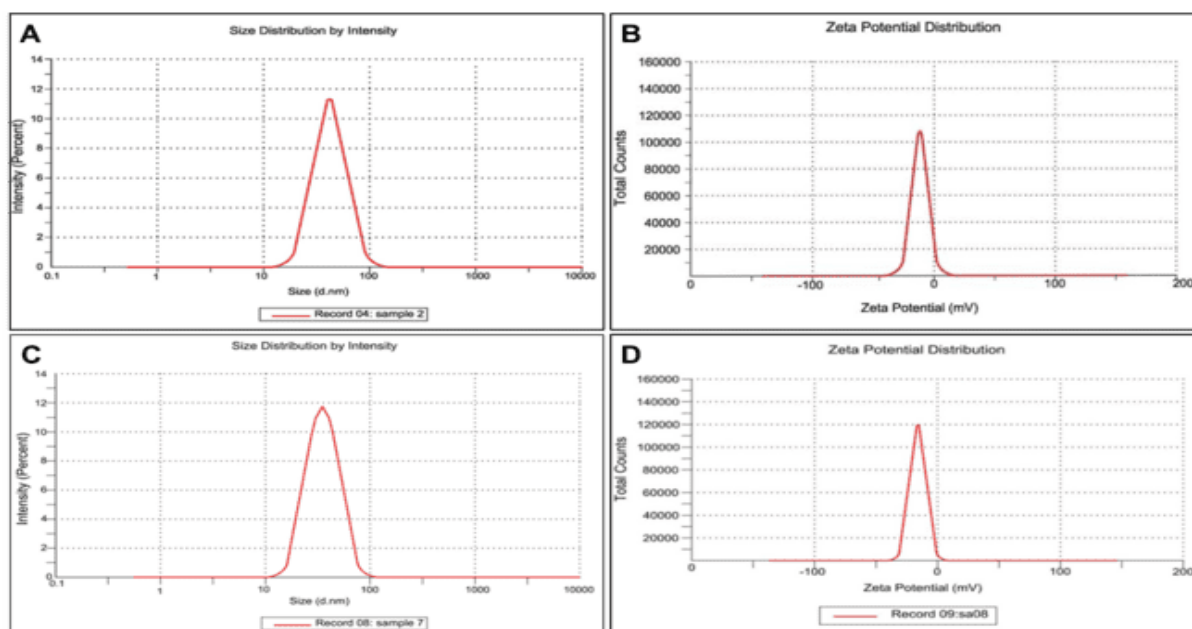 A
Size Distribution by Intensity
Intensity (Percent)
14
12
10
8
6
4
2
0
0.1 1 10 100 1000 10000
Size (d.nm)
Record 04: sample 2
B
Zeta Potential Distribution
Total Counts
160000
140000
120000
100000
80000
60000
40000
20000
0 -100 0 100 200
Zeta Potential (mV)
C
Size Distribution by Intensity
Intensity (Percent)
14
12
10
8
6
4
2
0
0.1 1 10 100 1000 10000
Size (d.nm)
Record 08: sample 7
D
Zeta Potential Distribution
Total Counts
160000
140000
120000
100000
80000
60000
40000
20000
0 -100 0 100 200
Zeta Potential (mV)
Record 09:sa08